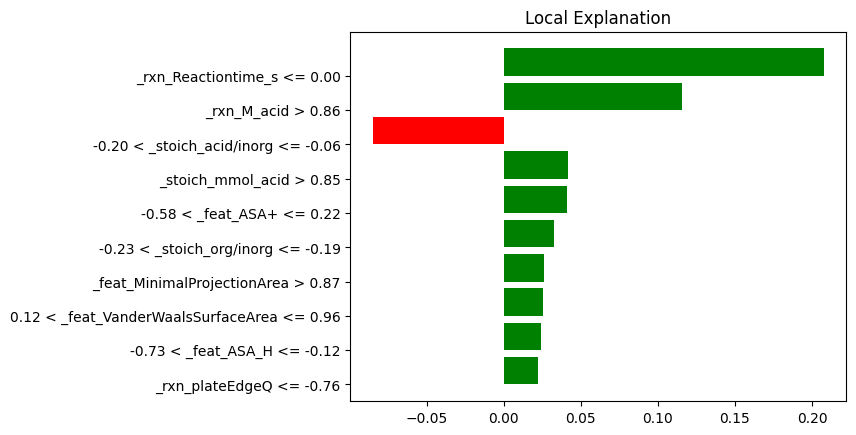 Local Explanation
_rxn_Reactiontime_s <= 0.00
_rxn_M_acid > 0.86
-0.20 < _stoich_acid/inorg <= -0.06
_stoich_mmol_acid > 0.85
-0.58 < _feat_ASA+ <= 0.22
-0.23 < _stoich_org/inorg <= -0.19
_feat_MinimalProjectionArea > 0.87
0.12 < _feat_VanderWaalsSurfaceArea <= 0.96
-0.73 < _feat_ASA_H <= -0.12
_rxn_plateEdgeQ <= -0.76
−0.05 0.00 0.05 0.10 0.15 0.20